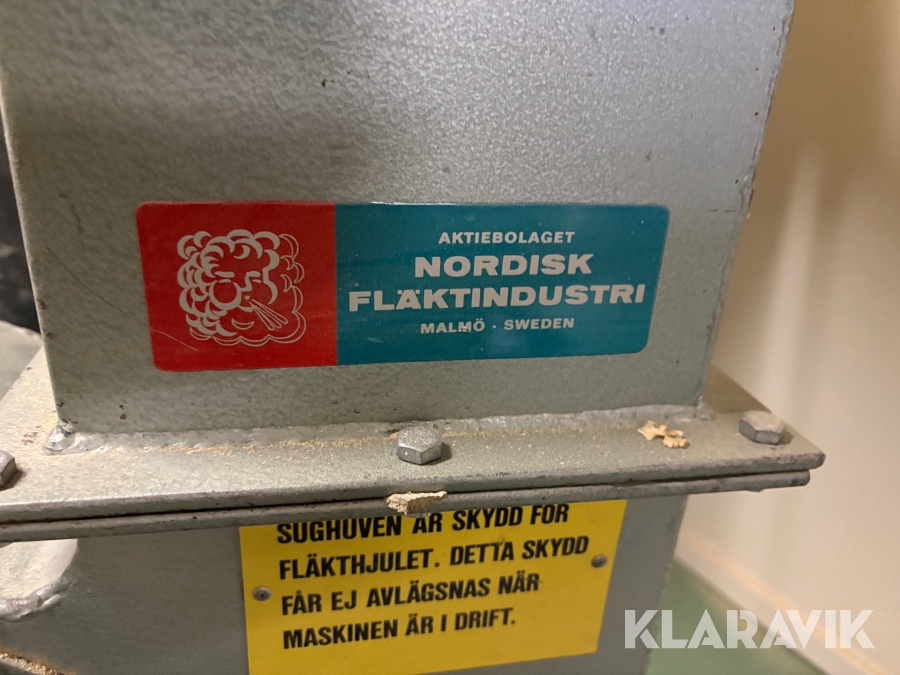 AKTIEBOLAGET
NORDISK
FLÄKTINDUSTRI
MALMÖ · SWEDEN
SUGHUVEN ÄR SKYDD FÖR
FLÄKTHJULET. DETTA SKYDD
FÅR EJ AVLÄGSNAS NÄR
MASKINEN ÄR I DRIFT.
KLARAVIK